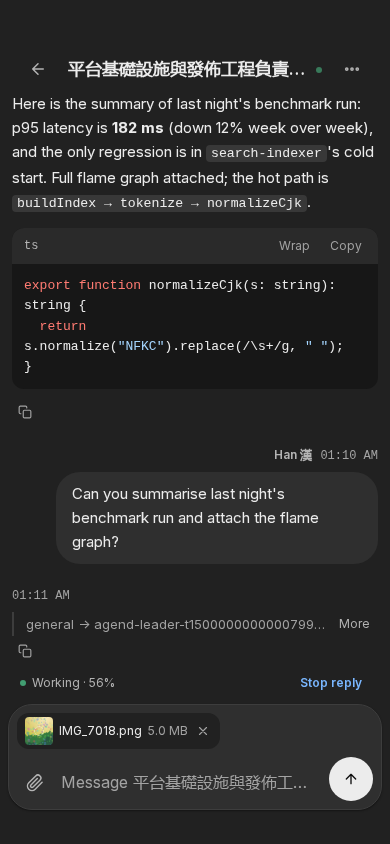 平台基礎設施與發佈工程負責…
Here is the summary of last night's benchmark run:
p95 latency is 182 ms (down 12% week over week),
and the only regression is in search-indexer's cold
start. Full flame graph attached; the hot path is
buildIndex → tokenize → normalizeCjk.
ts Wrap Copy
export function normalizeCjk(s: string):
string {
return
s.normalize("NFKC").replace(/\s+/g, " ");
}
Han 漢 01:10 AM
Can you summarise last night's
benchmark run and attach the flame
graph?
01:11 AM
general → agend-leader-t1500000000000799… More
Working · 56% Stop reply
IMG_7018.png 5.0 MB
Message 平台基礎設施與發佈工…